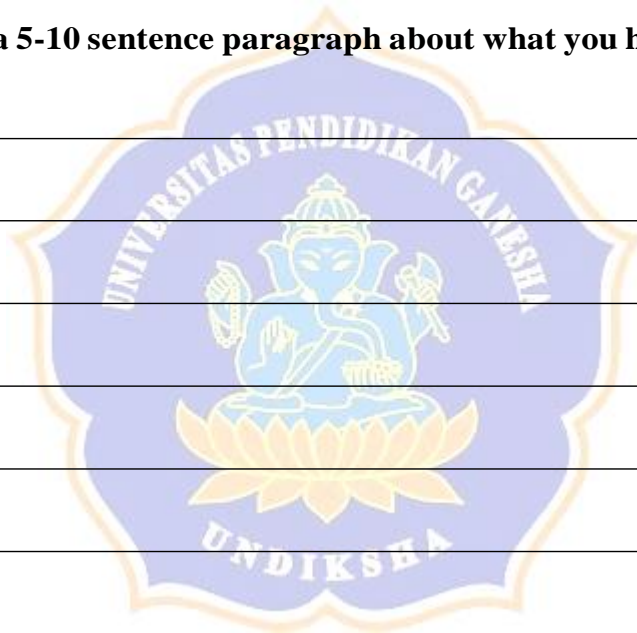 a 5-10 sentence paragraph about what you h
UNIVERSITAS PENDIDIKAN GANESHA
UNDIKSHA